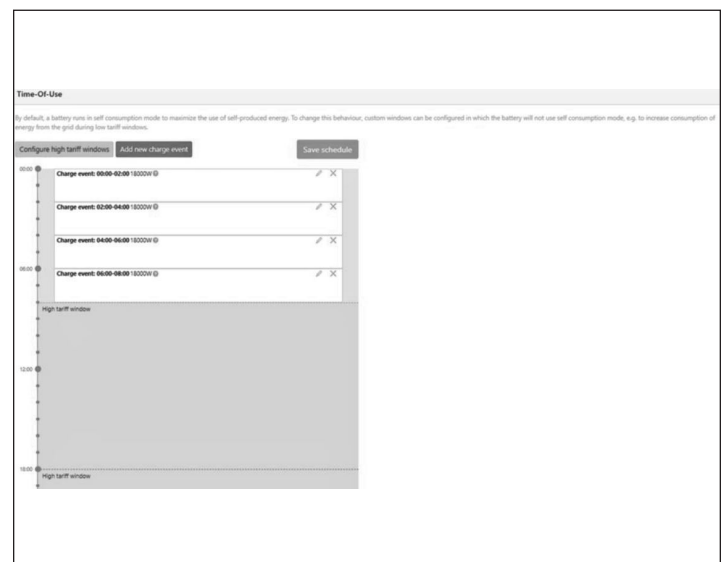 Time-Of-Use
By default, a battery runs in self consumption mode to maximize the use of self-produced energy. To change this behaviour, custom windows can be configured in which the battery will not use self consumption mode, e.g. to increase consumption of
energy from the grid during low tariff windows.
Configure high tariff windows Add new charge event Save schedule
00:00 Charge event: 00:00-02:00 18000W
Charge event: 02:00-04:00 18000W
Charge event: 04:00-06:00 18000W
06:00 Charge event: 06:00-08:00 18000W
High tariff window
12:00
18:00
High tariff window